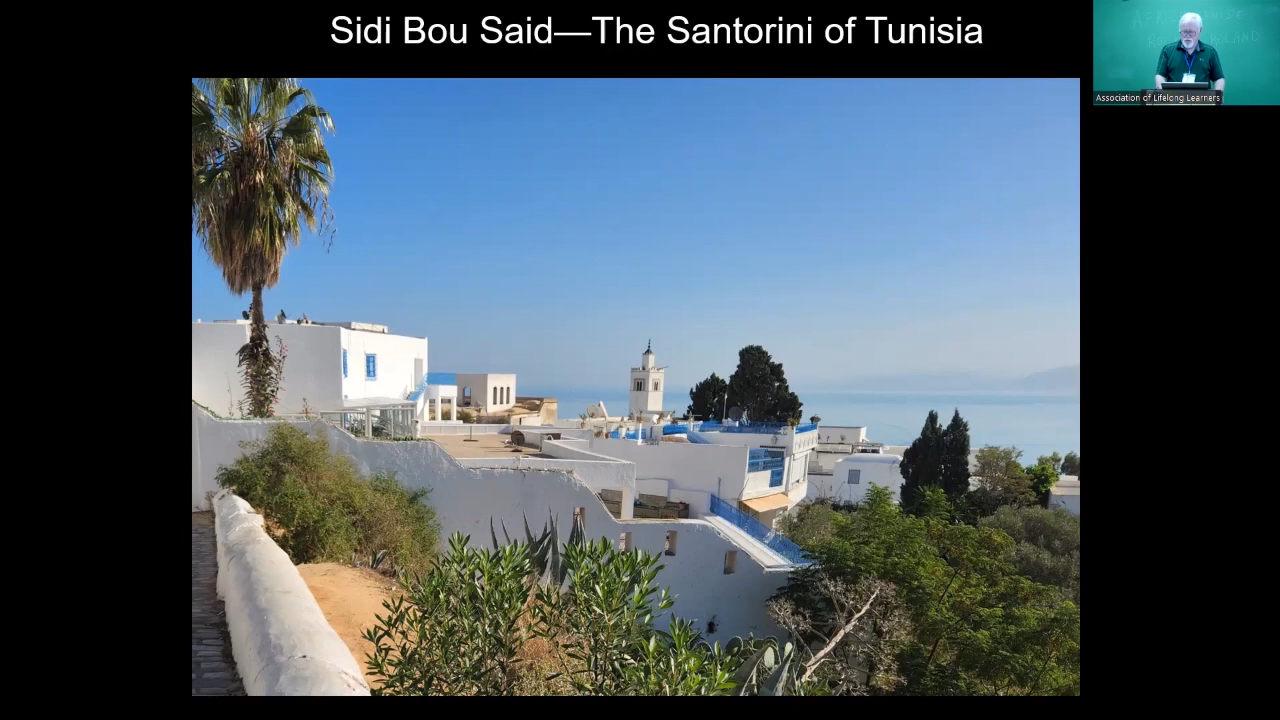 Sidi Bou Said—The Santorini of Tunisia
Association of Lifelong Learners